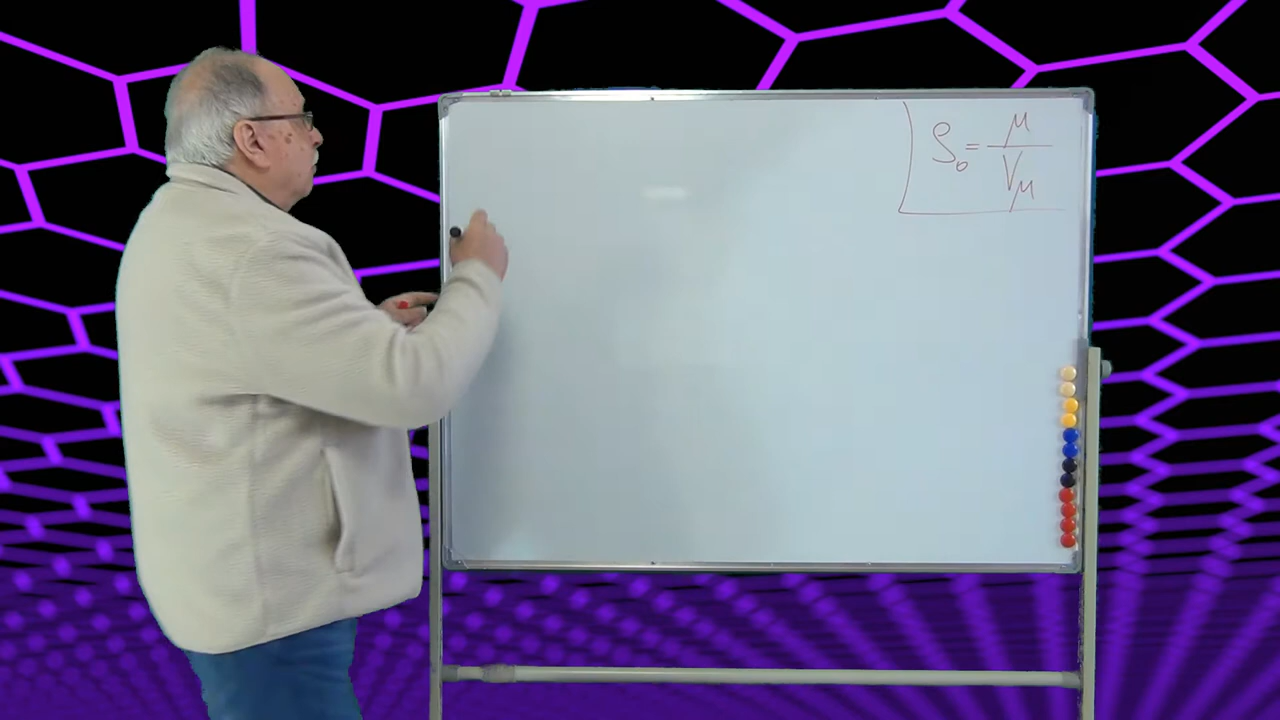 ρ₀ = μ / V_μ